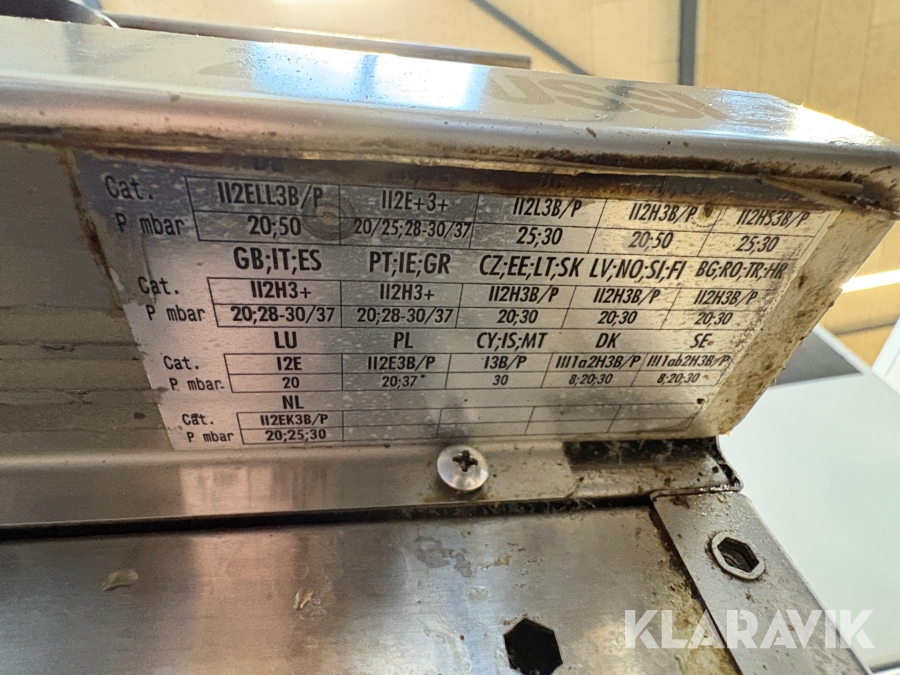 Cat. II2ELL3B/P II2E+3+ II2L3B/P II2H3B/P II2HS3B/P
P mbar 20;50 20/25;28-30/37 25;30 20;50 25;30
GB;IT;ES PT;IE;GR CZ;EE;LT;SK LV;NO;SI;FI BG;RO;TR;HR
Cat. II2H3+ II2H3+ II2H3B/P II2H3B/P II2H3B/P
P mbar 20;28-30/37 20;28-30/37 20;30 20;30 20;30
LU PL CY;IS;MT DK SE
Cat. I2E II2E3B/P I3B/P III1a2H3B/P III1ab2H3B/P
P mbar 20 20;37 30 8;20;30 8;20;30
NL
Cat. II2EK3B/P
P mbar 20;25;30
KLARAVIK